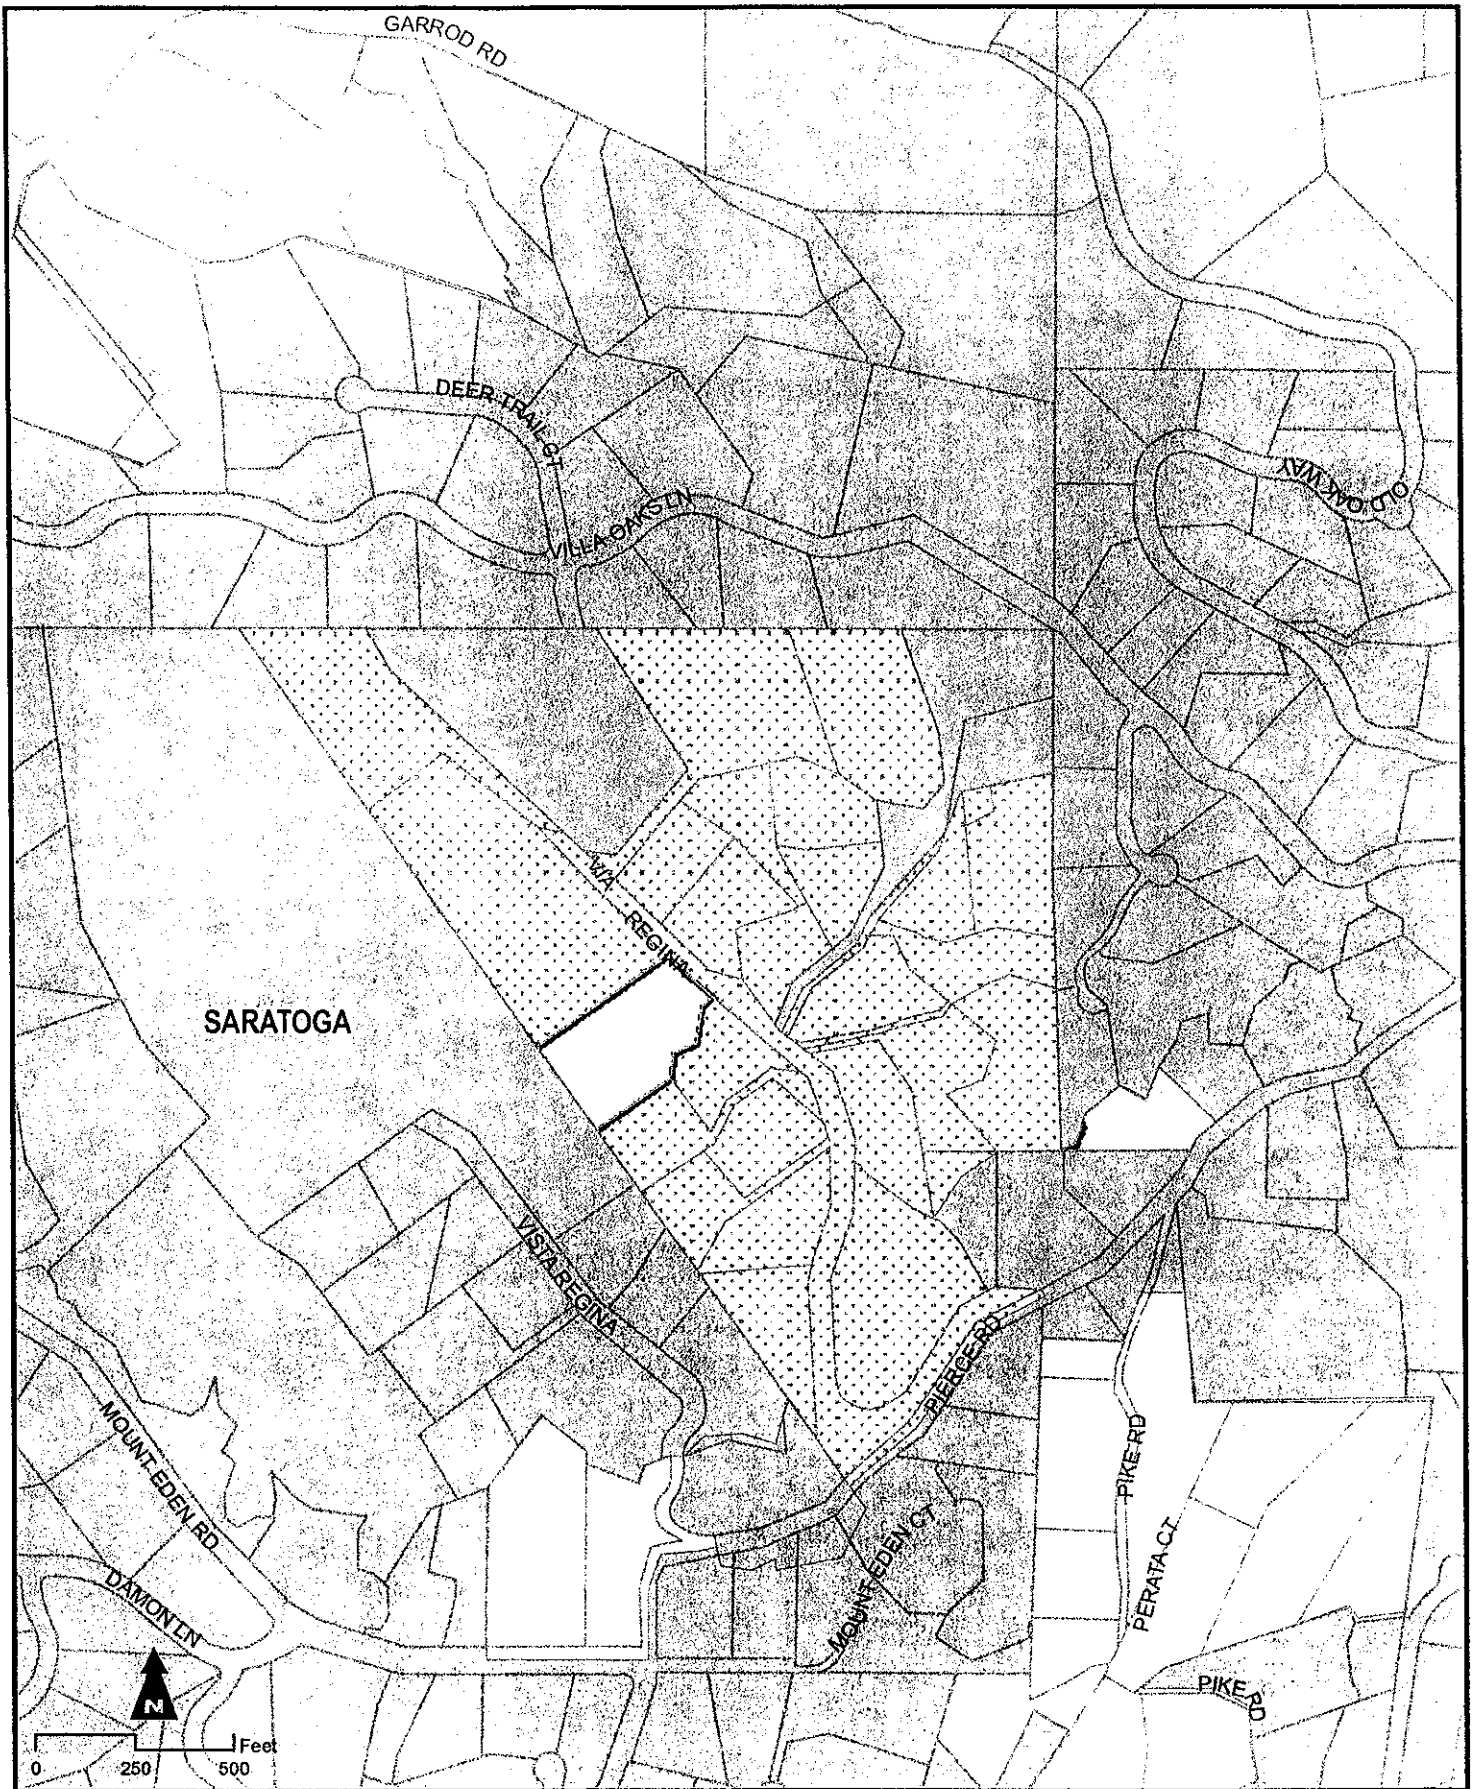 GARROD RD
DEER TRAIL CT
VILLA OAKS LN
OLD OAK WAY
VIA REGINA
SARATOGA
VISTA REGINA
PIERCE RD
MOUNT EDEN RD
PIKE RD
MOUNT EDEN CT
PERATA CT
DAMON LN
PIKE RD
N
Feet
0 250 500